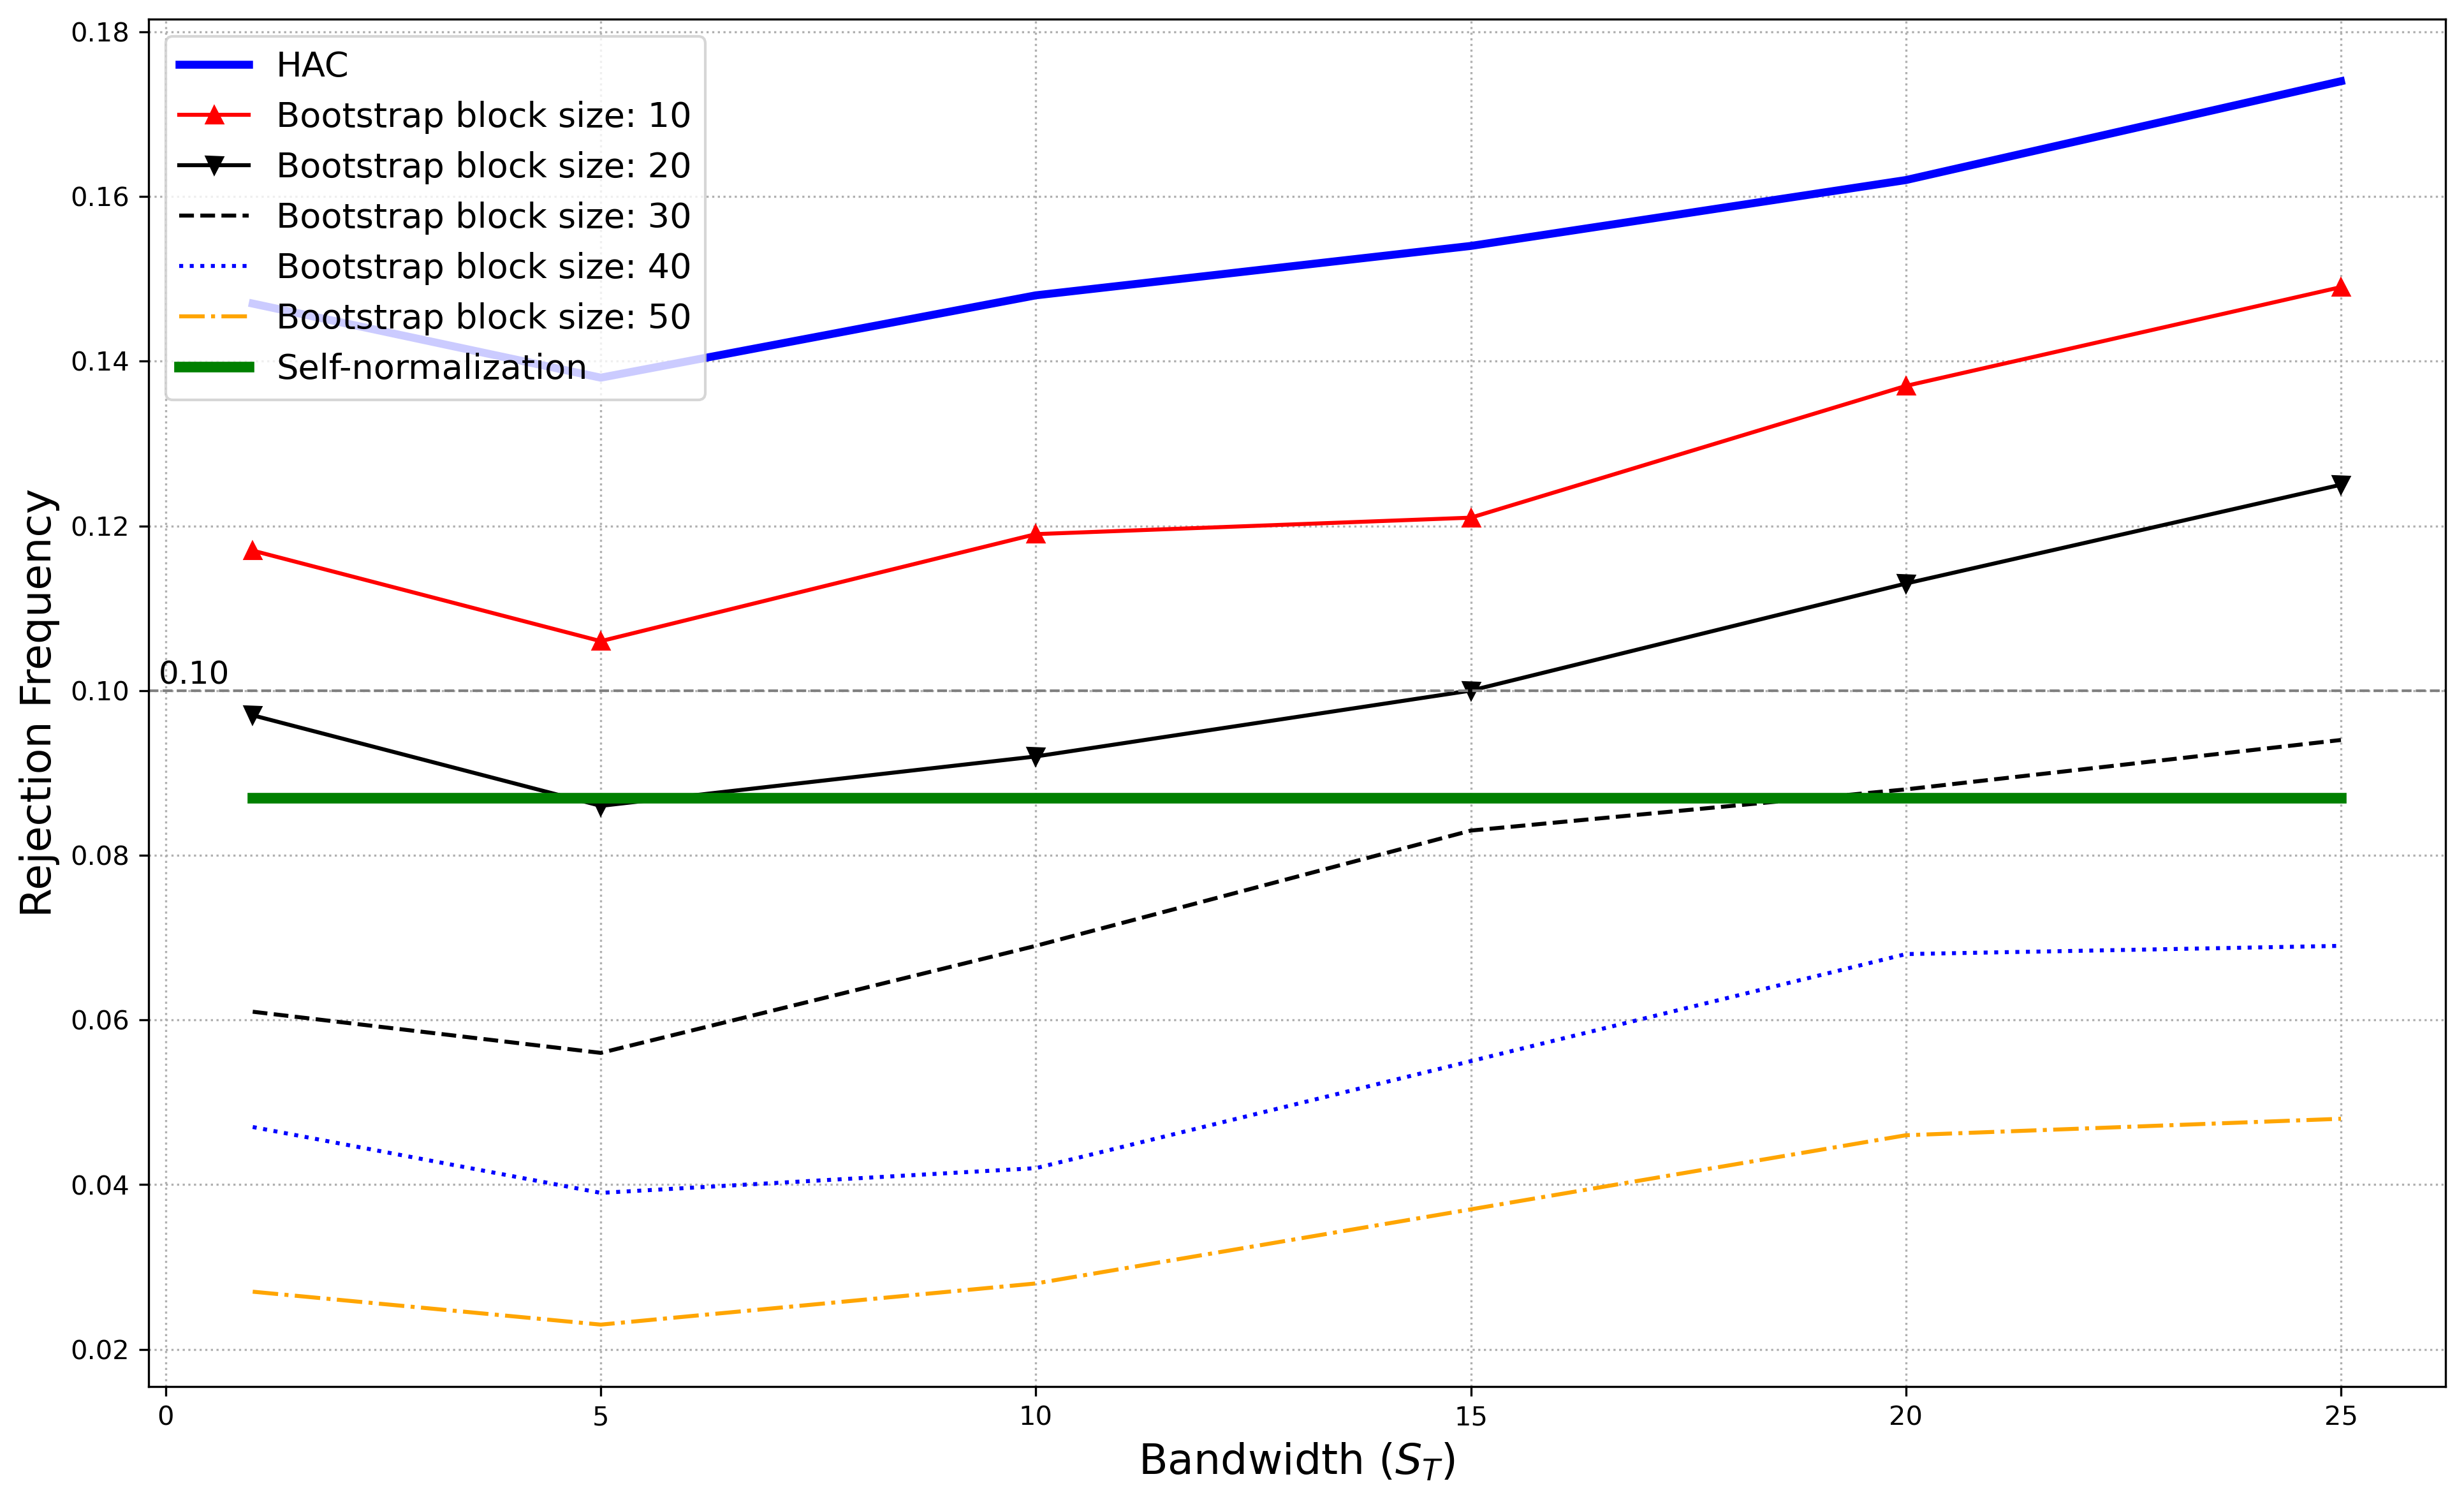 0.18
0.16
0.14
0.12
0.10
0.08
0.06
0.04
0.02
Rejection Frequency
HAC
Bootstrap block size: 10
Bootstrap block size: 20
Bootstrap block size: 30
Bootstrap block size: 40
Bootstrap block size: 50
Self-normalization
0.10
0 5 10 15 20 25
Bandwidth (S_T)